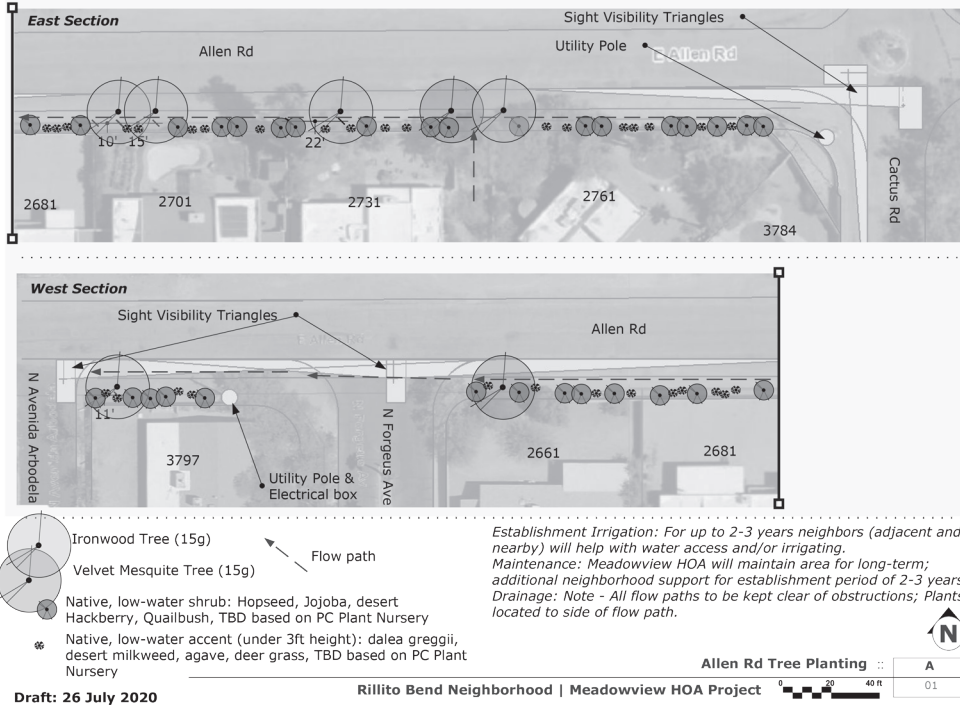 East Section
Sight Visibility Triangles
Allen Rd
Utility Pole
E Allen Rd
10'
15'
22'
2681
2701
2731
2761
3784
Cactus Rd
West Section
Sight Visibility Triangles
Allen Rd
N Avenida Arbodela
11'
3797
N Forgeus Ave
2661
2681
Utility Pole &
Electrical box
Ironwood Tree (15g)
Flow path
Velvet Mesquite Tree (15g)
Native, low-water shrub: Hopseed, Jojoba, desert
Hackberry, Quailbush, TBD based on PC Plant Nursery
Native, low-water accent (under 3ft height): dalea greggii,
desert milkweed, agave, deer grass, TBD based on PC Plant
Nursery
Establishment Irrigation: For up to 2-3 years neighbors (adjacent and
nearby) will help with water access and/or irrigating.
Maintenance: Meadowview HOA will maintain area for long-term;
additional neighborhood support for establishment period of 2-3 years
Drainage: Note - All flow paths to be kept clear of obstructions; Plants
located to side of flow path.
N
Allen Rd Tree Planting :: A
Rillito Bend Neighborhood | Meadowview HOA Project
0 20 40 ft
01
Draft: 26 July 2020